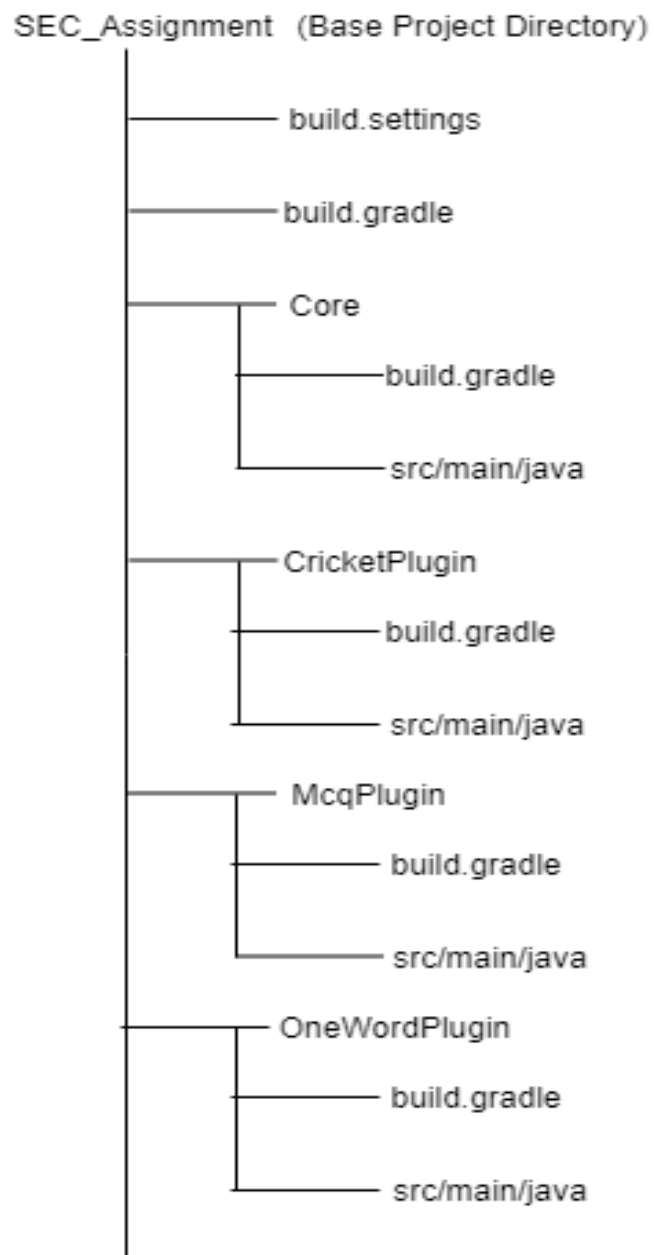 SEC_Assignment (Base Project Directory)
build.settings
build.gradle
Core
build.gradle
src/main/java
CricketPlugin
build.gradle
src/main/java
McqPlugin
build.gradle
src/main/java
OneWordPlugin
build.gradle
src/main/java